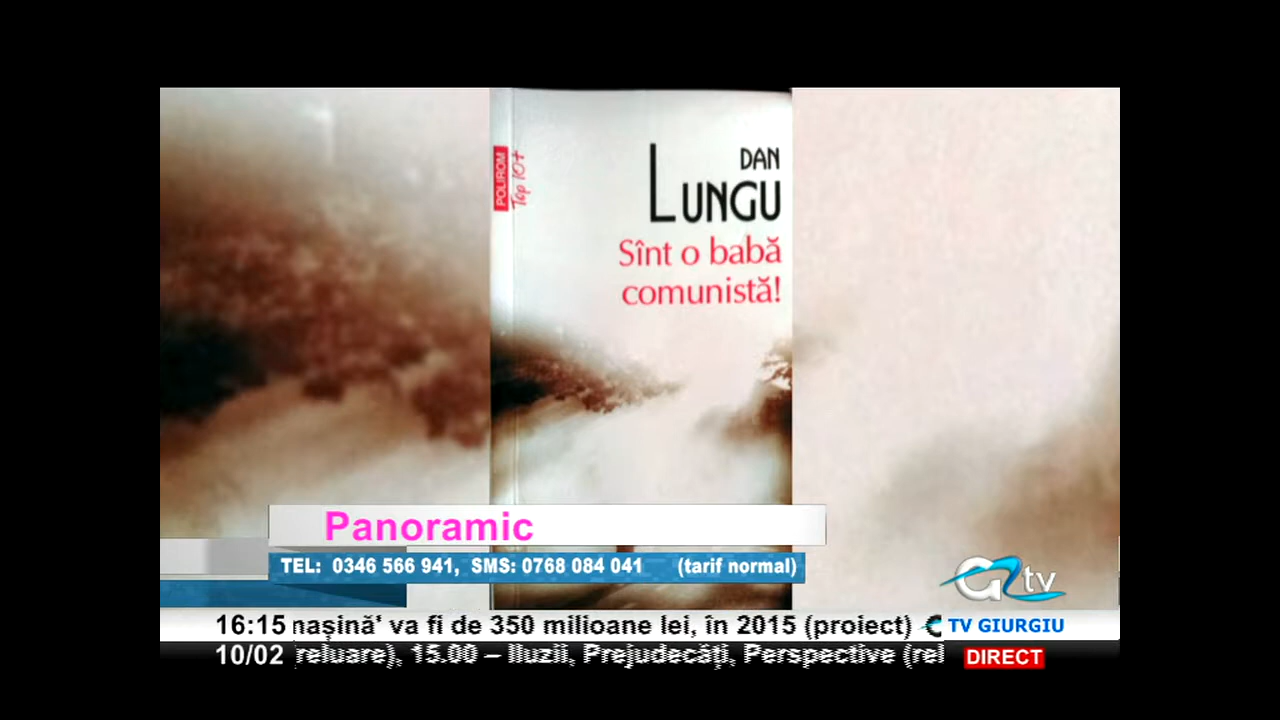 POLIROM
Top 10+
DAN
LUNGU
Sînt o babă
comunistă!
Panoramic
TEL: 0346 566 941, SMS: 0768 084 041 (tarif normal)
G2tv
16:15 nașină' va fi de 350 milioane lei, în 2015 (proiect) TV GIURGIU
10/02 reluare), 15.00 – Iluzii, Prejudecăți, Perspective (rel DIRECT